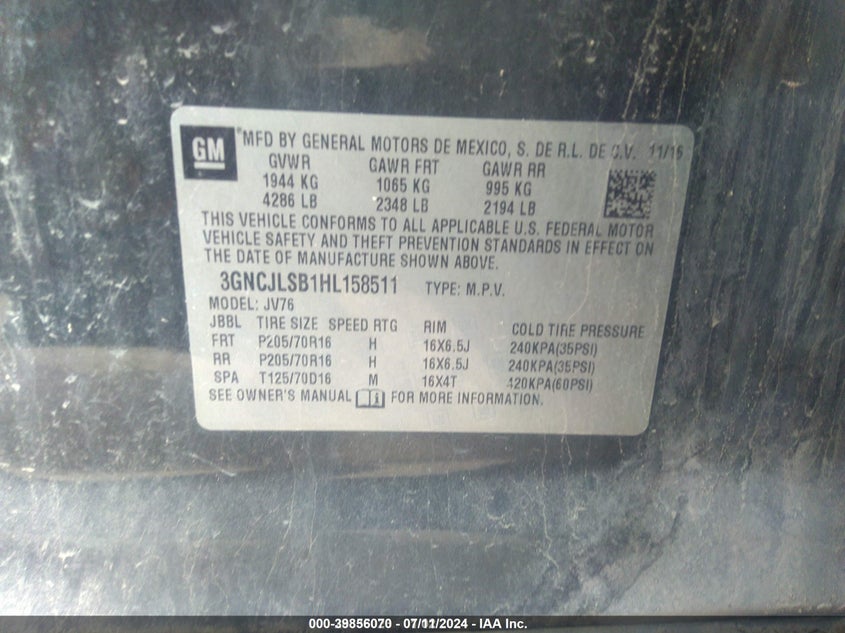 GM ®MFD BY GENERAL MOTORS DE MEXICO, S. DE R.L. DE C.V. 11/16
GVWR GAWR FRT GAWR RR
1944 KG 1065 KG 995 KG
4286 LB 2348 LB 2194 LB
THIS VEHICLE CONFORMS TO ALL APPLICABLE U.S. FEDERAL MOTOR
VEHICLE SAFETY AND THEFT PREVENTION STANDARDS IN EFFECT ON
THE DATE OF MANUFACTURE SHOWN ABOVE.
3GNCJLSB1HL158511 TYPE: M.P.V.
MODEL: JV76
JBBL TIRE SIZE SPEED RTG RIM COLD TIRE PRESSURE
FRT P205/70R16 H 16X6.5J 240KPA(35PSI)
RR P205/70R16 H 16X6.5J 240KPA(35PSI)
SPA T125/70D16 M 16X4T 420KPA(60PSI)
SEE OWNER'S MANUAL FOR MORE INFORMATION.
000-39856070 - 07/11/2024 - IAA Inc.